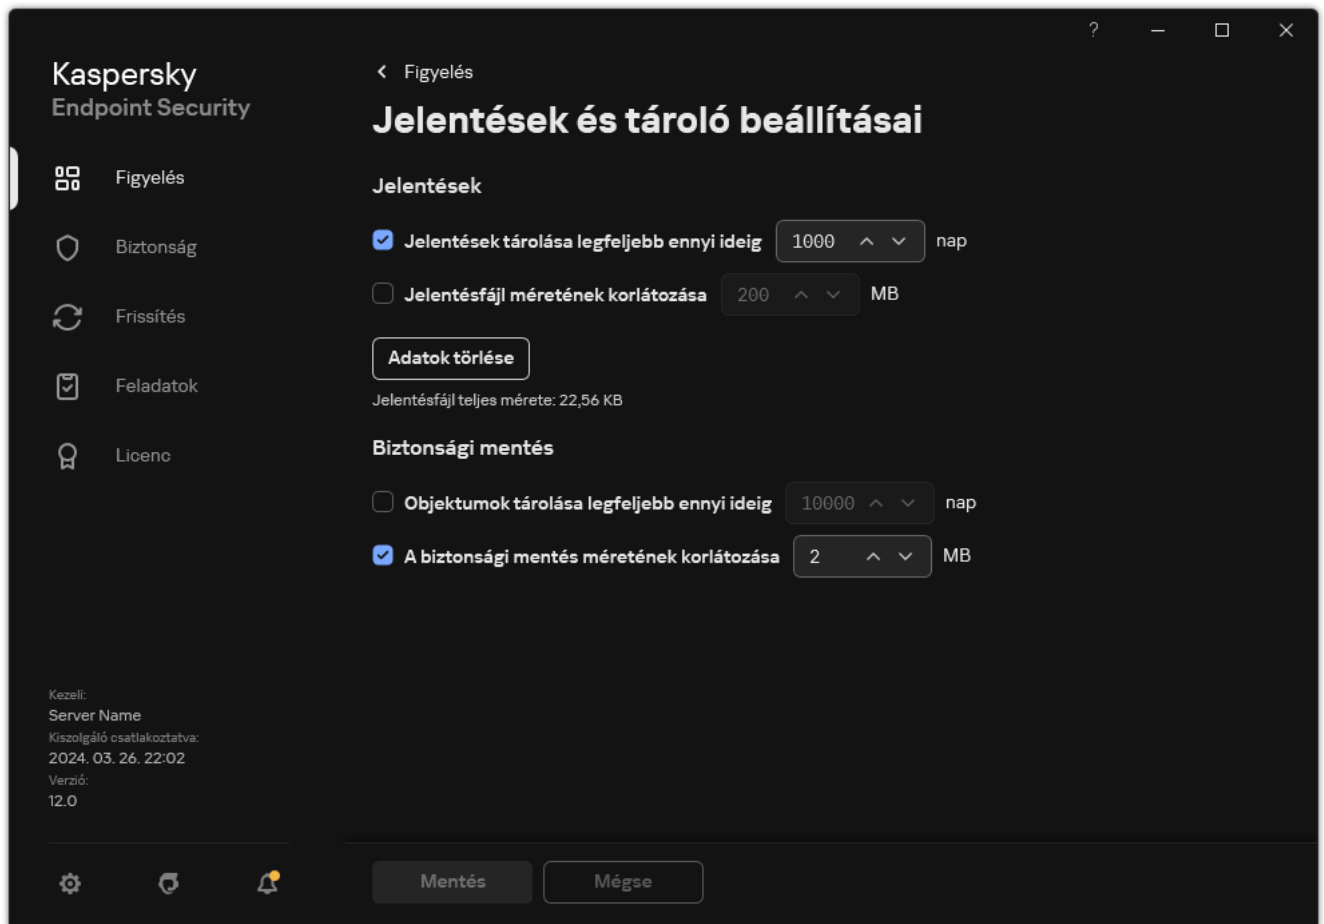 ?
Kaspersky
Endpoint Security
Figyelés
Biztonság
Frissítés
Feladatok
Licenc
Kezeli:
Server Name
Kiszolgáló csatlakoztatva:
2024. 03. 26. 22:02
Verzió:
12.0
Figyelés
Jelentések és tároló beállításai
Jelentések
Jelentések tárolása legfeljebb ennyi ideig 1000 nap
Jelentésfájl méretének korlátozása 200 MB
Adatok törlése
Jelentésfájl teljes mérete: 22,56 KB
Biztonsági mentés
Objektumok tárolása legfeljebb ennyi ideig 10000 nap
A biztonsági mentés méretének korlátozása 2 MB
Mentés Mégse